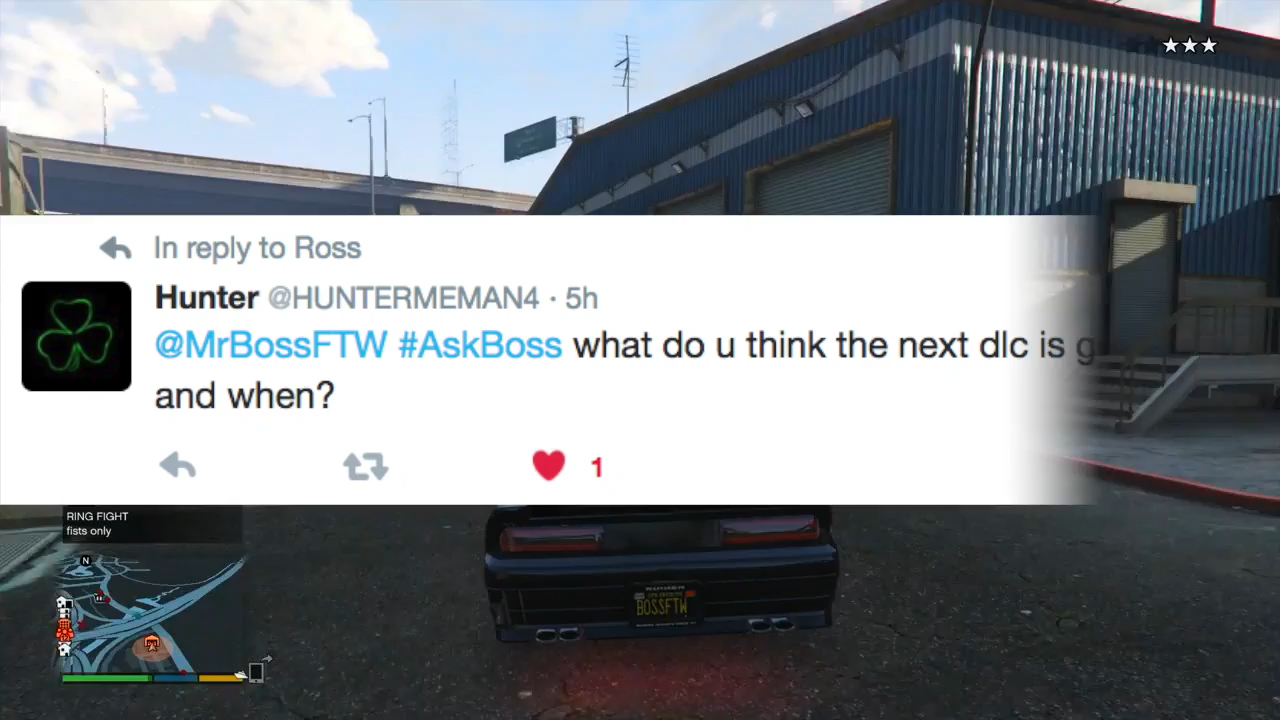 In reply to Ross
Hunter @HUNTERMEMAN4 · 5h
@MrBossFTW #AskBoss what do u think the next dlc is g
and when?
1
RING FIGHT
fists only
N
BOSSFTW